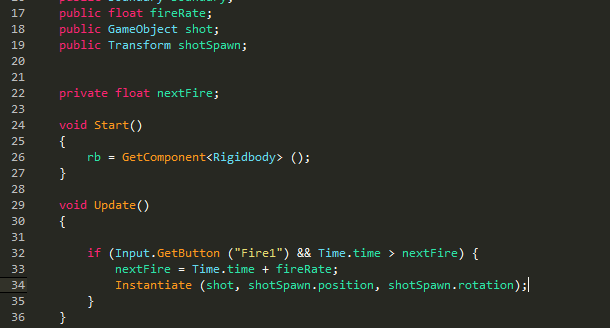 17 public float fireRate;
18 public GameObject shot;
19 public Transform shotSpawn;
20
21
22 private float nextFire;
23
24 void Start()
25 {
26 rb = GetComponent<Rigidbody> ();
27 }
28
29 void Update()
30 {
31
32 if (Input.GetButton ("Fire1") && Time.time > nextFire) {
33 nextFire = Time.time + fireRate;
34 Instantiate (shot, shotSpawn.position, shotSpawn.rotation);
35 }
36 }